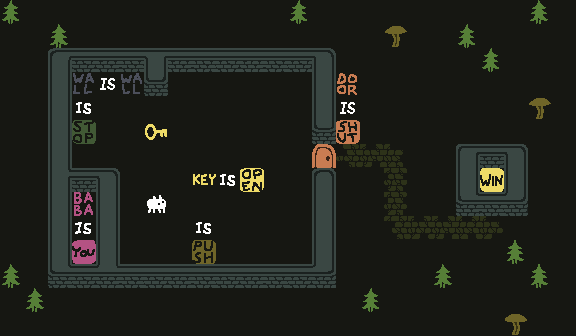 WALL IS WALL
IS
STOP
DOOR
IS
SHUT
KEY IS OPEN
WIN
BABA
IS
YOU
IS
PUSH